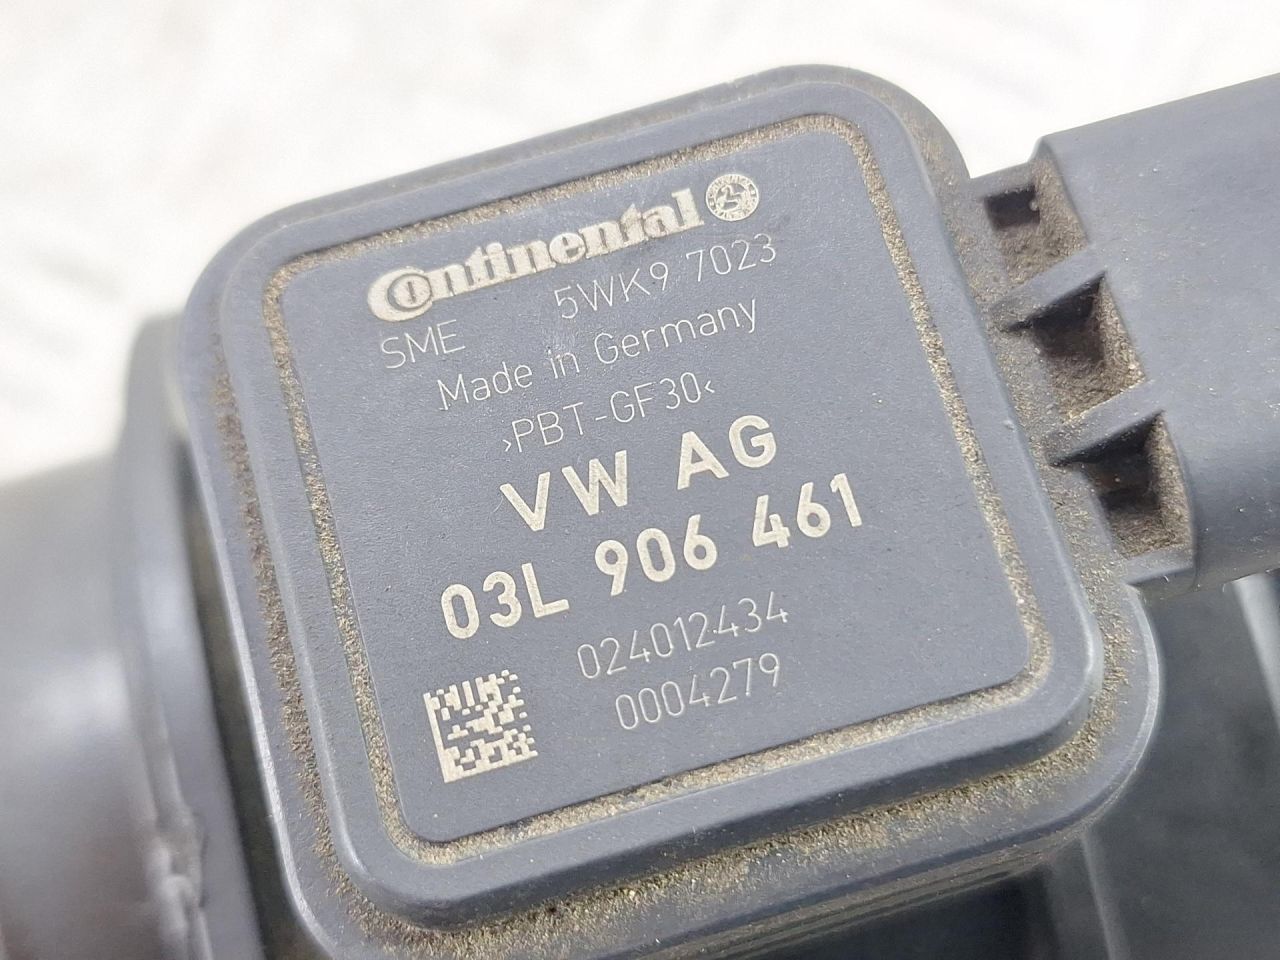 Continental
SME 5WK9 7023
Made in Germany
>PBT-GF30<
VW AG
03L 906 461
024012434
0004279